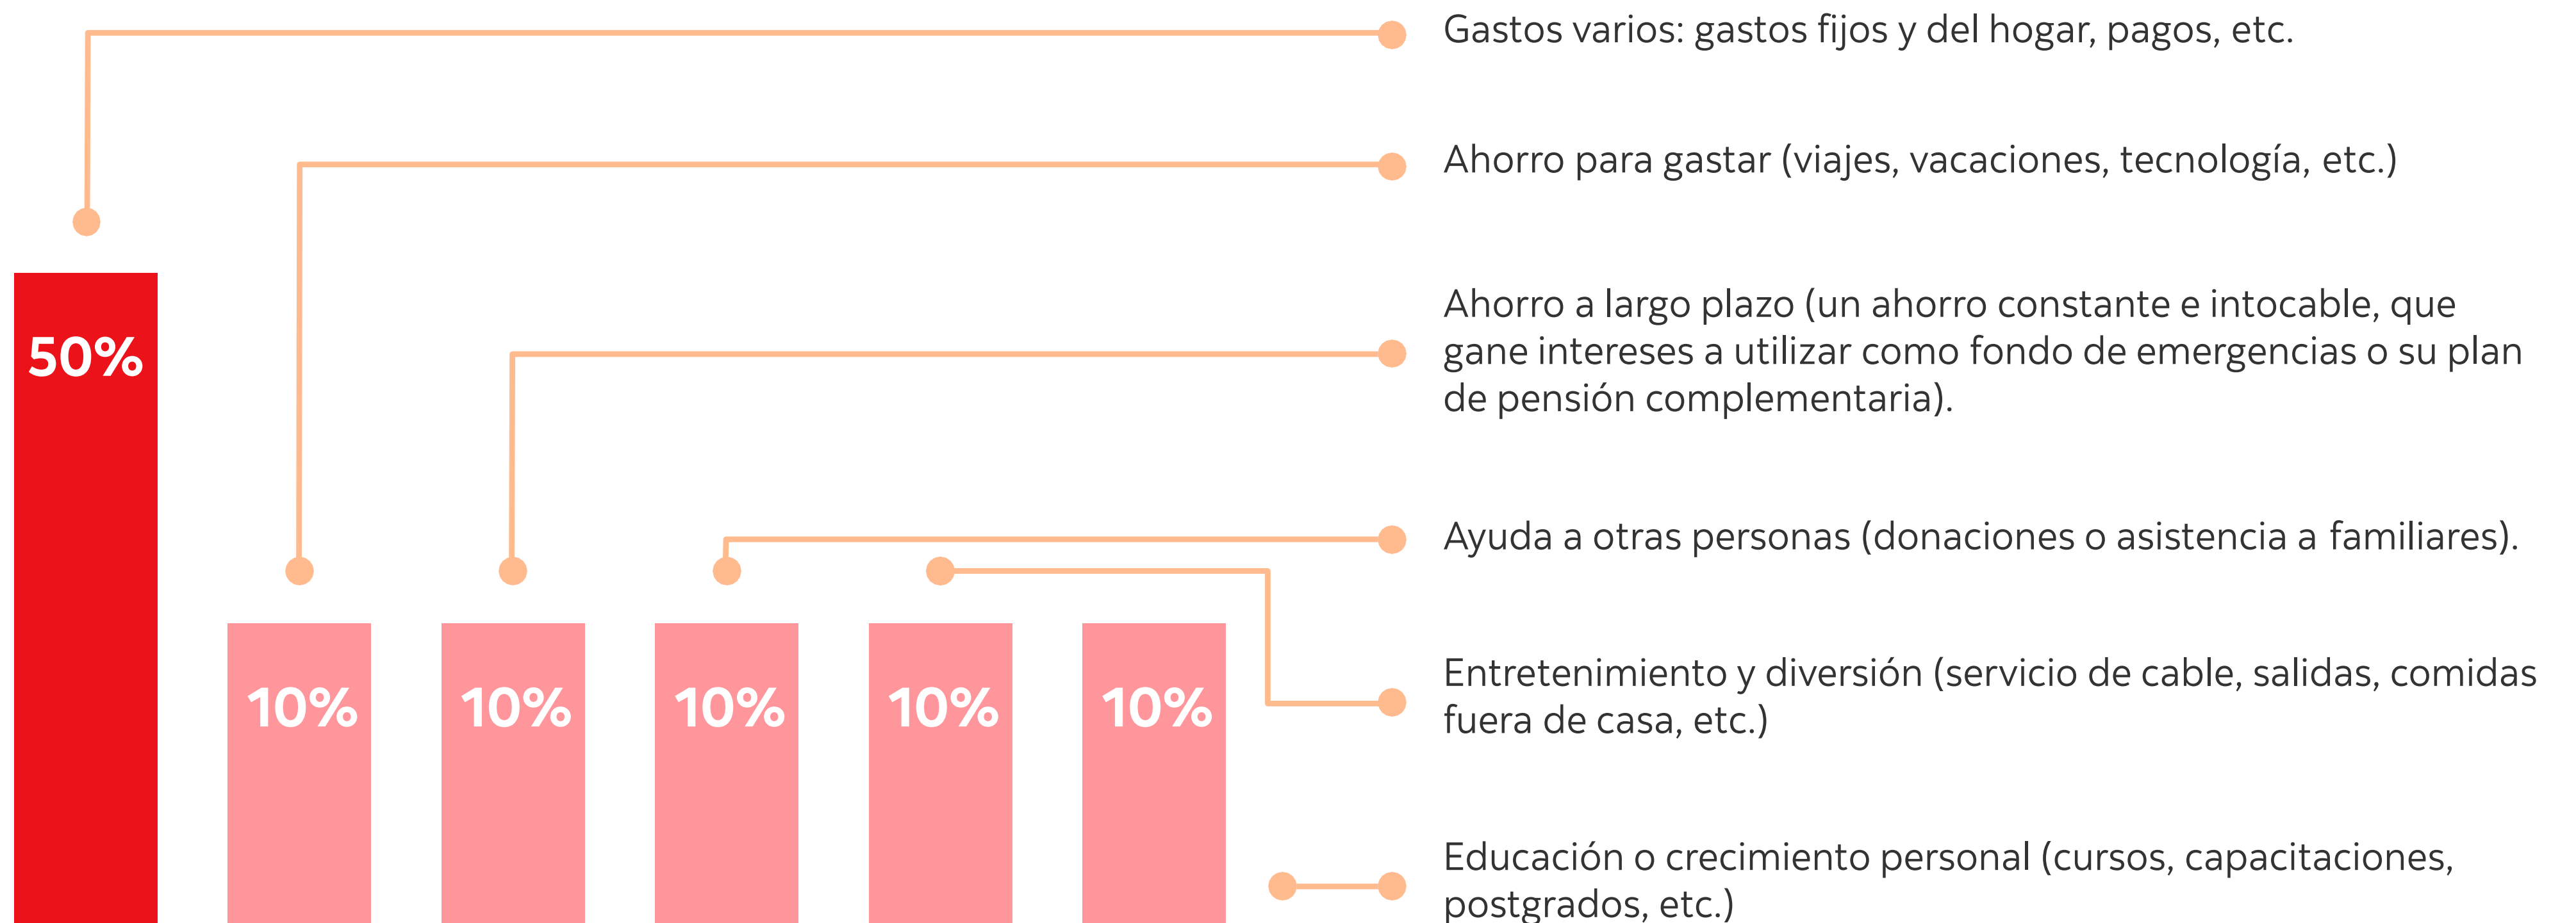 Gastos varios: gastos fijos y del hogar, pagos, etc.
Ahorro para gastar (viajes, vacaciones, tecnología, etc.)
Ahorro a largo plazo (un ahorro constante e intocable, que
gane intereses a utilizar como fondo de emergencias o su plan
de pensión complementaria).
Ayuda a otras personas (donaciones o asistencia a familiares).
Entretenimiento y diversión (servicio de cable, salidas, comidas
fuera de casa, etc.)
Educación o crecimiento personal (cursos, capacitaciones,
postgrados, etc.)
50%
10%
10%
10%
10%
10%